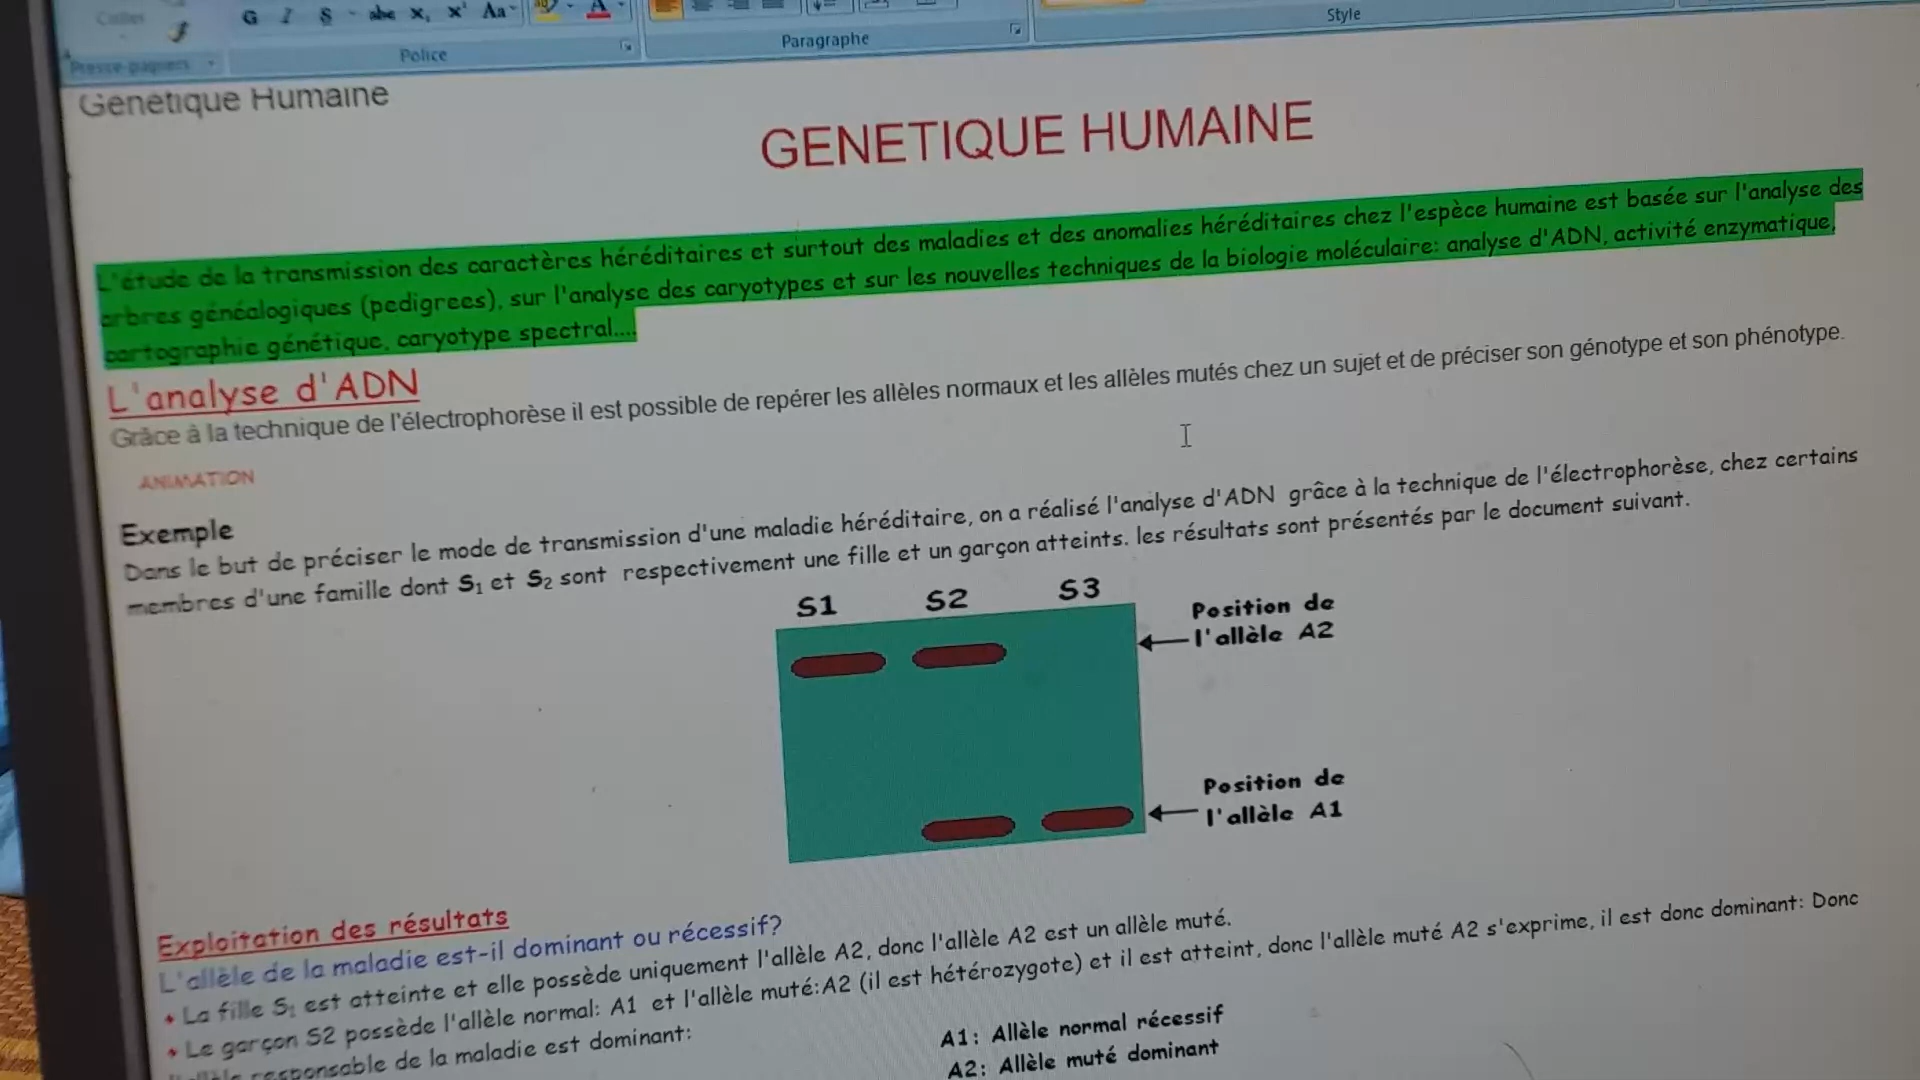 G I S abc x, x' Aa
Presse-papiers Police Paragraphe Style
Génétique Humaine
GENETIQUE HUMAINE
L'étude de la transmission des caractères héréditaires et surtout des maladies et des anomalies héréditaires chez l'espèce humaine est basée sur l'analyse des
arbres généalogiques (pedigrees), sur l'analyse des caryotypes et sur les nouvelles techniques de la biologie moléculaire: analyse d'ADN, activité enzymatique,
cartographie génétique, caryotype spectral....
L'analyse d'ADN
Grâce à la technique de l'électrophorèse il est possible de repérer les allèles normaux et les allèles mutés chez un sujet et de préciser son génotype et son phénotype.
ANIMATION
Exemple
Dans le but de préciser le mode de transmission d'une maladie héréditaire, on a réalisé l'analyse d'ADN grâce à la technique de l'électrophorèse, chez certains
membres d'une famille dont S1 et S2 sont respectivement une fille et un garçon atteints. les résultats sont présentés par le document suivant.
S1 S2 S3
Position de
l'allèle A2
Position de
l'allèle A1
Exploitation des résultats
L'allèle de la maladie est-il dominant ou récessif?
• La fille S1 est atteinte et elle possède uniquement l'allèle A2, donc l'allèle A2 est un allèle muté.
• Le garçon S2 possède l'allèle normal: A1 et l'allèle muté:A2 (il est hétérozygote) et il est atteint, donc l'allèle muté A2 s'exprime, il est donc dominant: Donc
l'allèle responsable de la maladie est dominant:
A1: Allèle normal récessif
A2: Allèle muté dominant